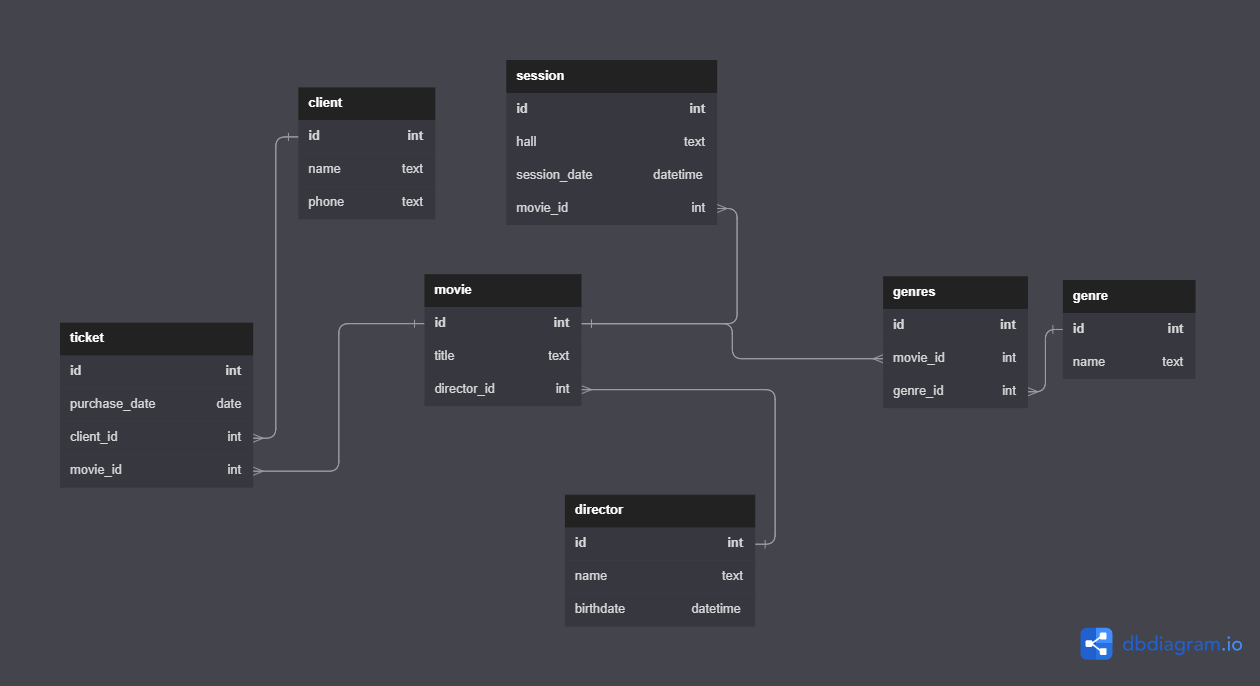 session
id int
hall text
session_date datetime
movie_id int
client
id int
name text
phone text
movie
id int
title text
director_id int
genres
id int
movie_id int
genre_id int
genre
id int
name text
ticket
id int
purchase_date date
client_id int
movie_id int
director
id int
name text
birthdate datetime
dbdiagram.io